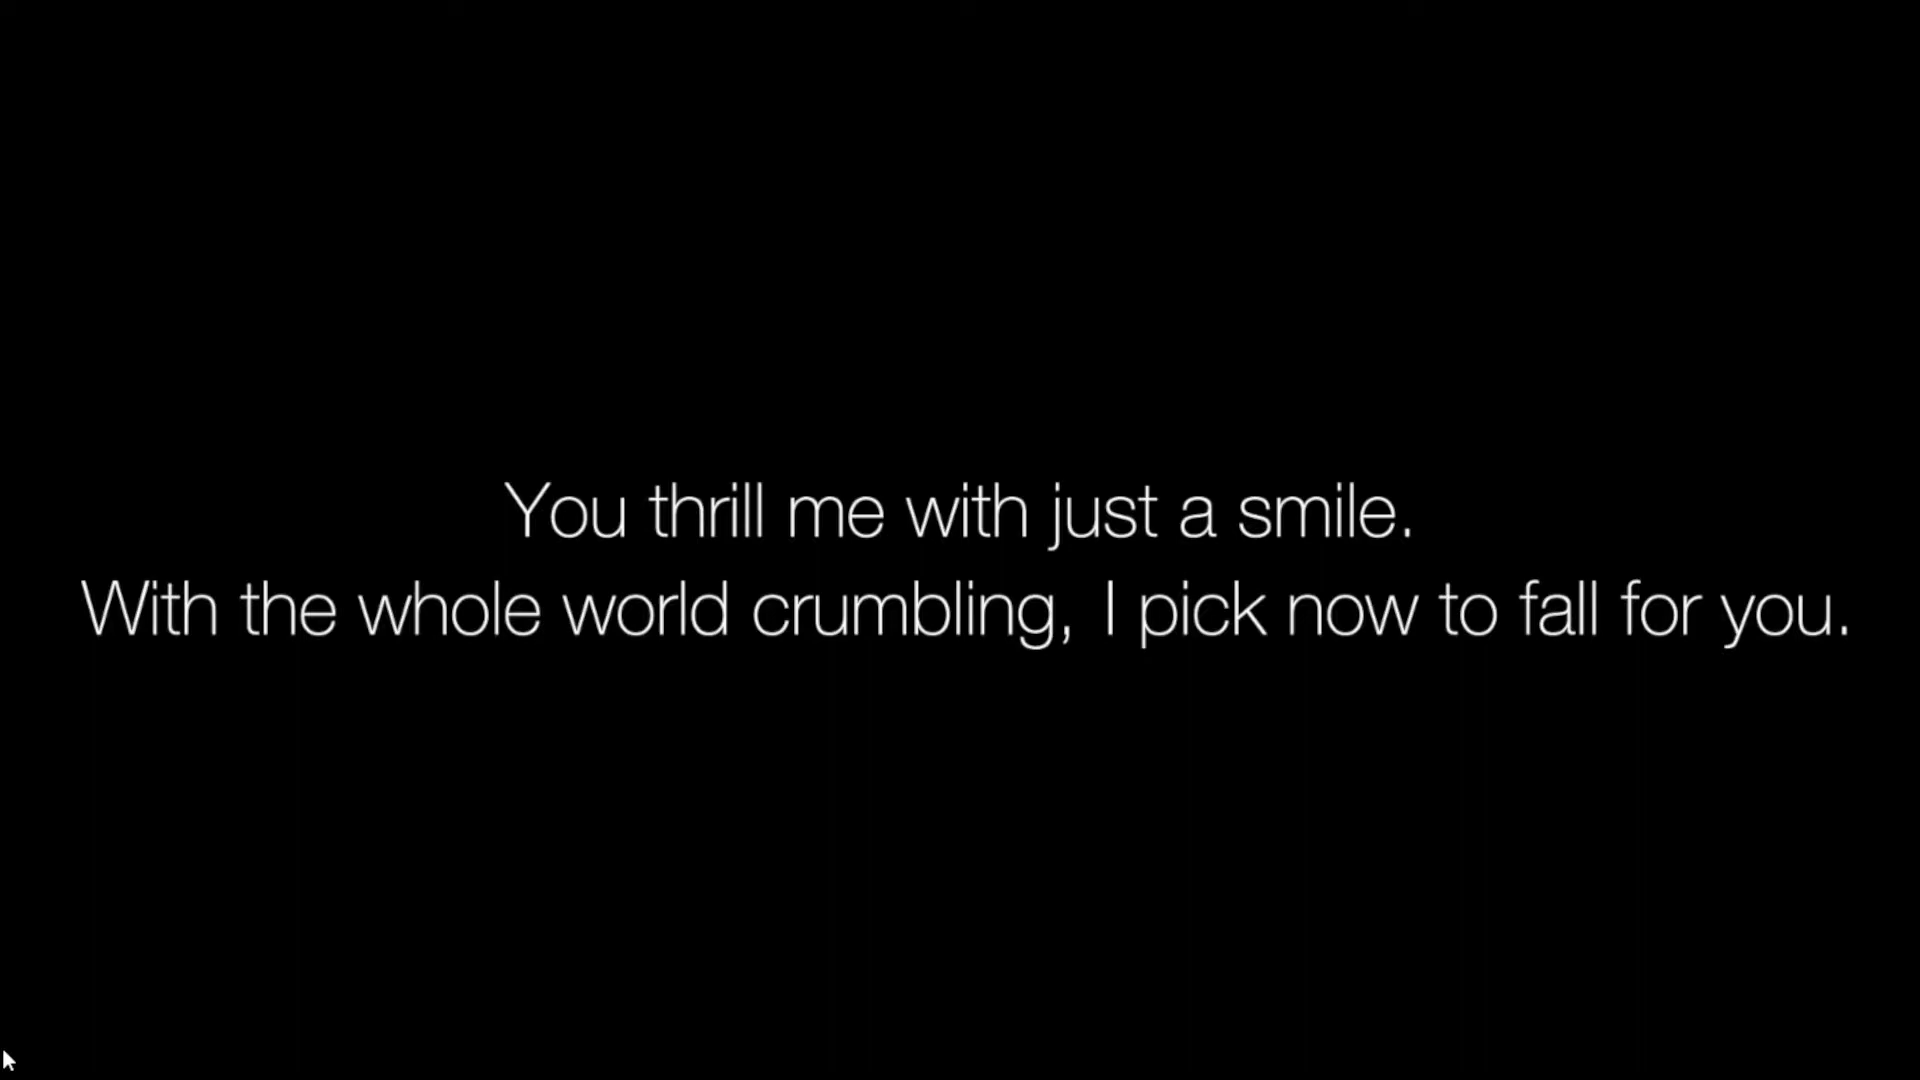 You thrill me with just a smile.
With the whole world crumbling, I pick now to fall for you.